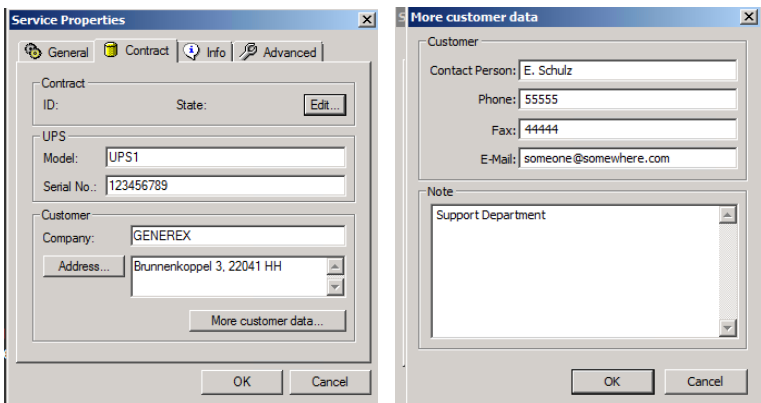 Service Properties
General
Contract
Info
Advanced
Contract
ID:
State:
Edit...
UPS
Model:
UPS1
Serial No.:
123456789
Customer
Company:
GENEREX
Address...
Brunnenkoppel 3, 22041 HH
More customer data...
OK
Cancel
More customer data
Customer
Contact Person:
E. Schulz
Phone:
55555
Fax:
44444
E-Mail:
someone@somewhere.com
Note
Support Department
OK
Cancel